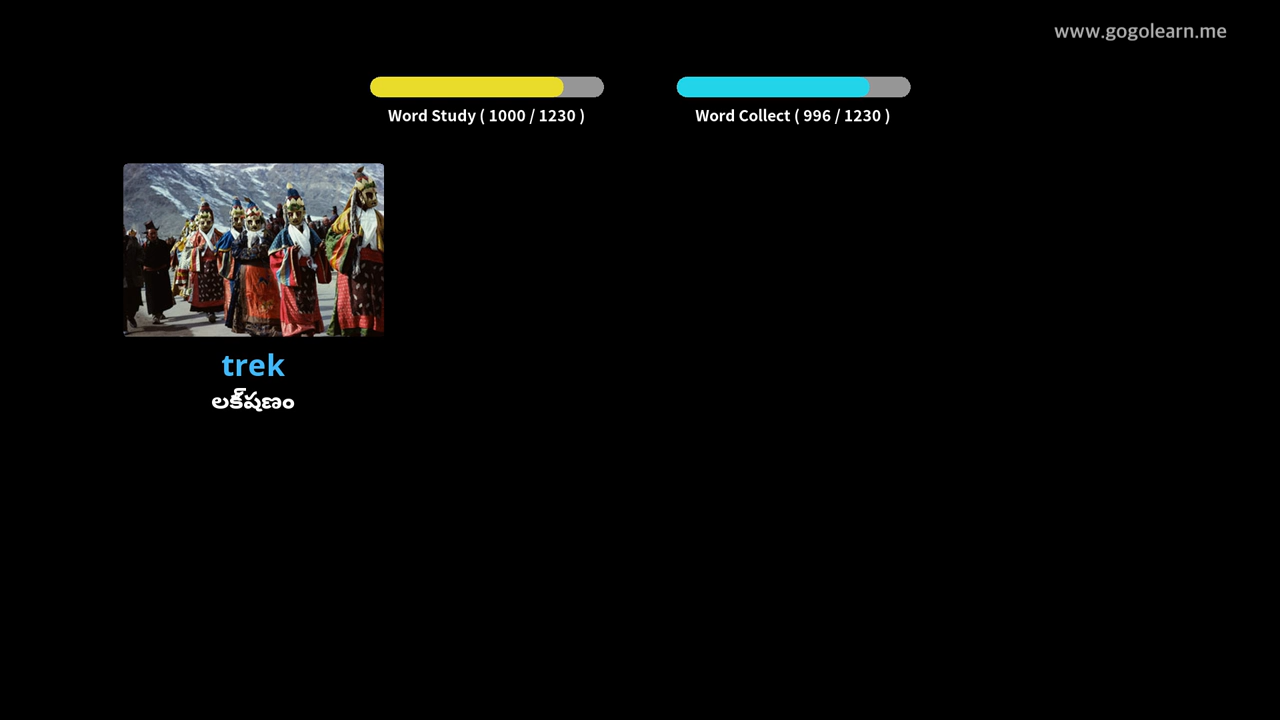 www.gogolearn.me
Word Study ( 1000 / 1230 )
Word Collect ( 996 / 1230 )
trek
లక్‌షణం